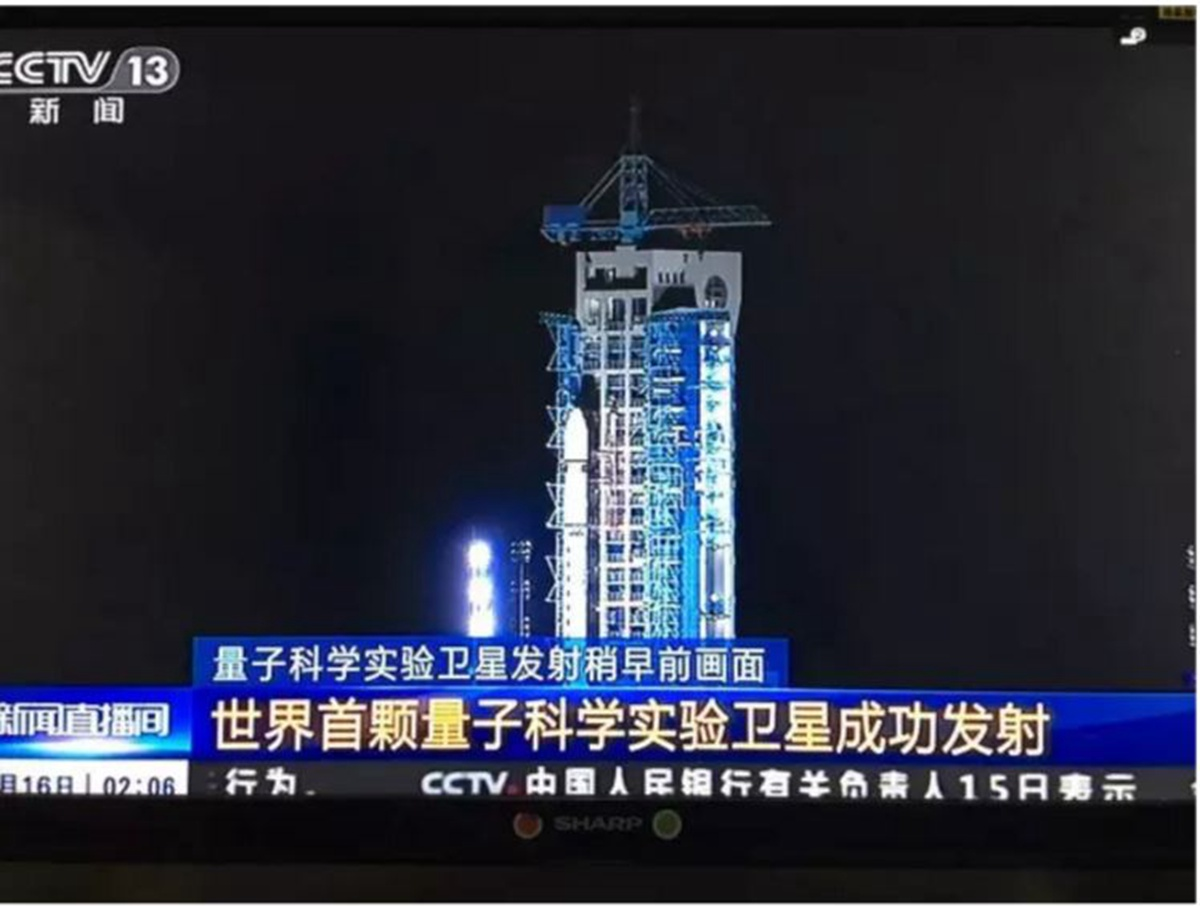 CCTV 13
新闻
量子科学实验卫星发射稍早前画面
新闻直播间
世界首颗量子科学实验卫星成功发射
月16日 02:06
行为。 CCTV 中国人民银行有关负责人15日表示
SHARP